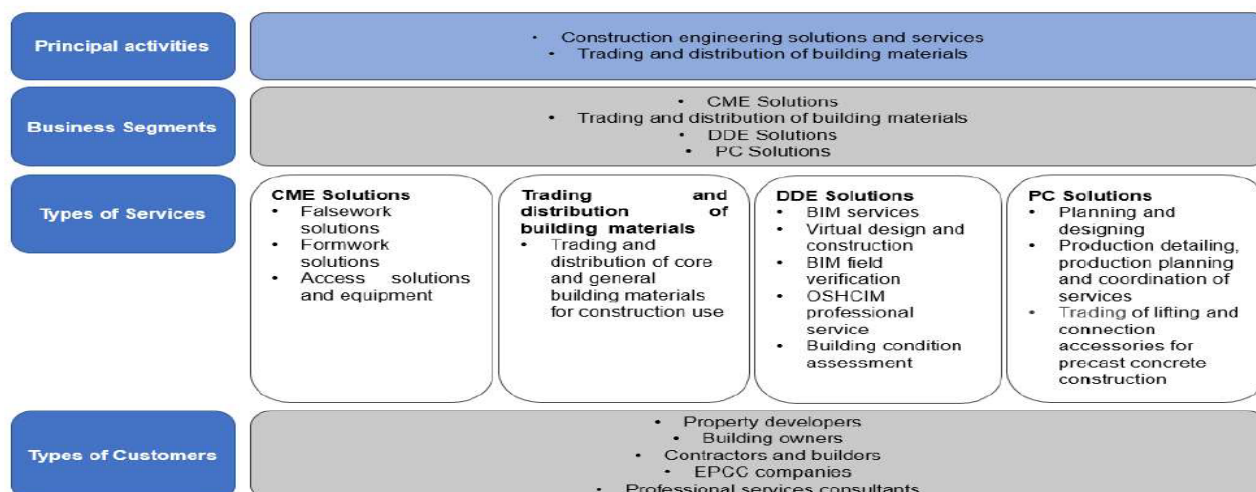 Principal activities
• Construction engineering solutions and services
• Trading and distribution of building materials
Business Segments
• CME Solutions
• Trading and distribution of building materials
• DDE Solutions
• PC Solutions
Types of Services
CME Solutions
• Falsework
solutions
• Formwork
solutions
• Access solutions
and equipment
Trading and
distribution of
building materials
• Trading and
distribution of core
and general
building materials
for construction use
DDE Solutions
• BIM services
• Virtual design and
construction
• BIM field
verification
• OSHCIM
professional
service
• Building condition
assessment
PC Solutions
• Planning and
designing
• Production detailing,
production planning
and coordination of
services
• Trading of lifting and
connection
accessories for
precast concrete
construction
Types of Customers
• Property developers
• Building owners
• Contractors and builders
• EPCC companies
• Professional services consultants